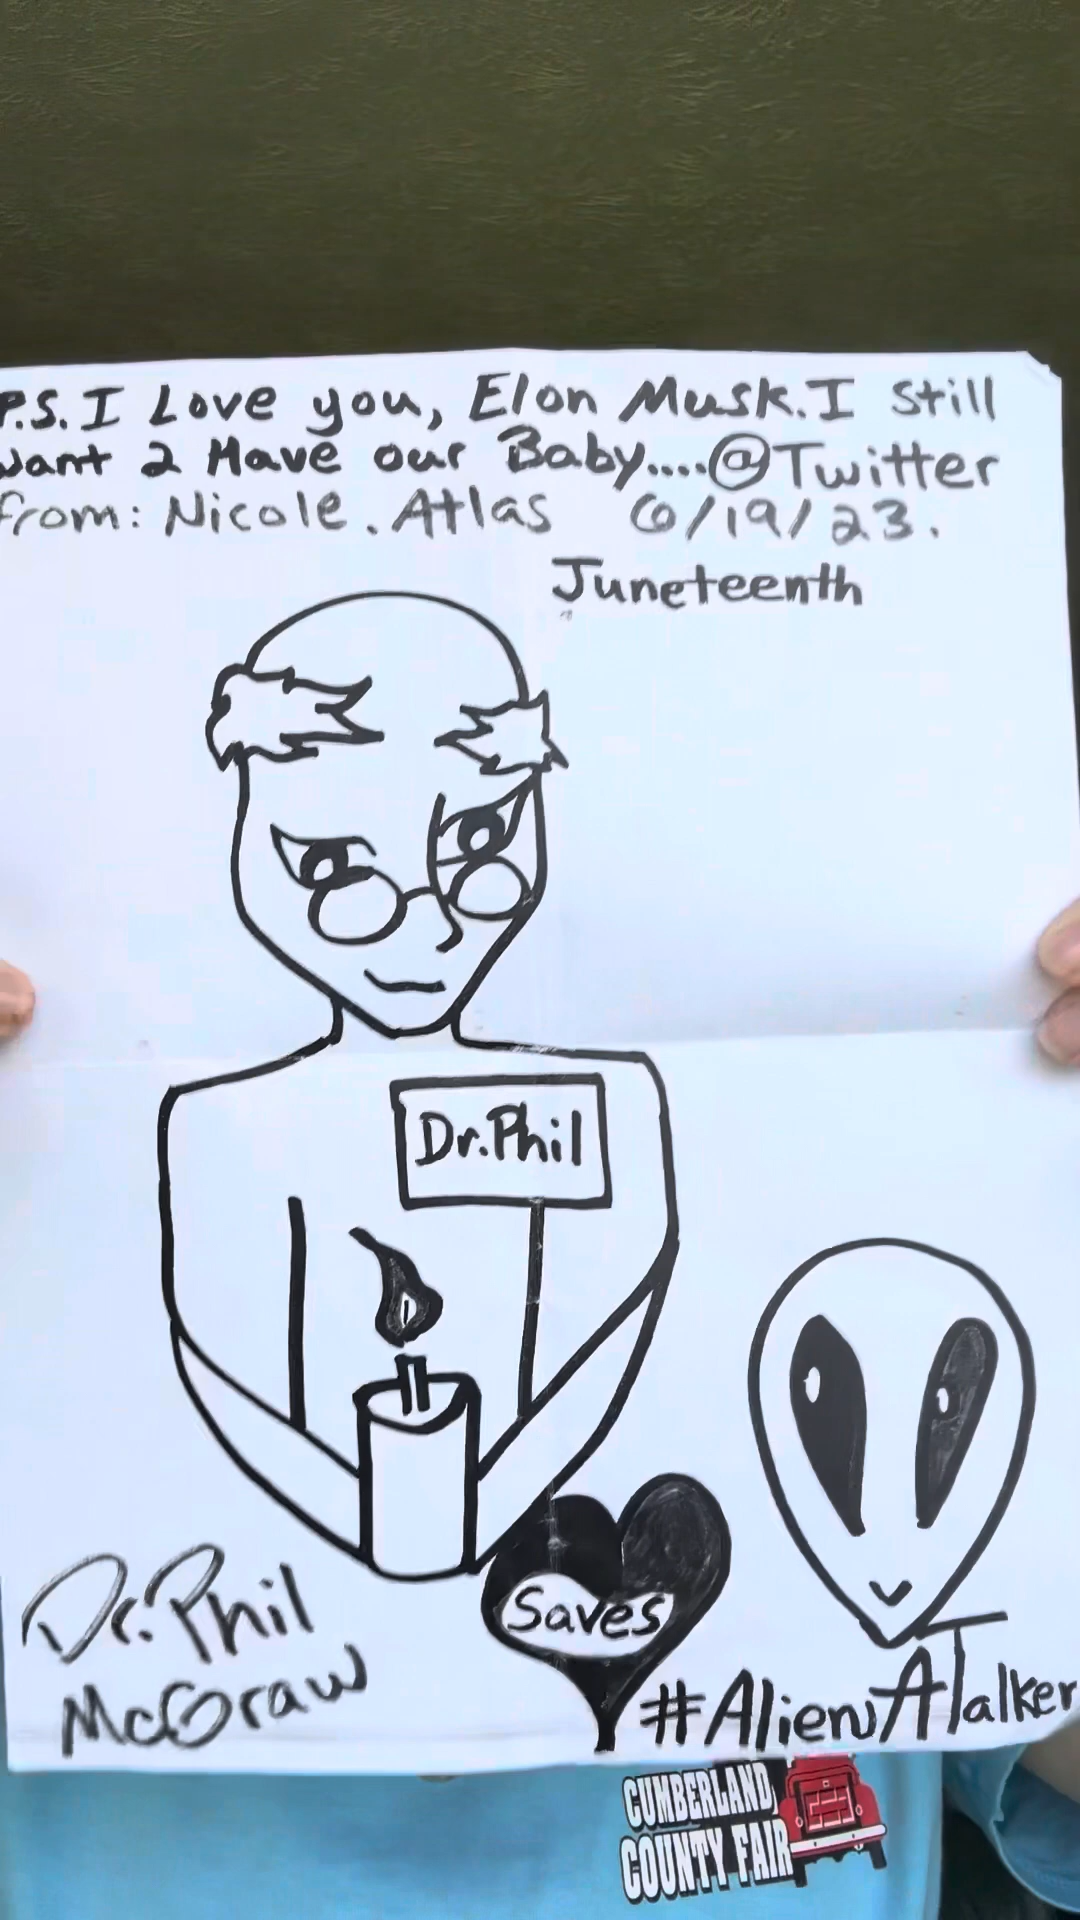 P.S. I Love you, Elon Musk. I still
want 2 Have our Baby....@Twitter
from: Nicole. Atlas 6/19/23.
Juneteenth
Dr. Phil
Saves
Dr. Phil
McGraw
#AlienATalker
CUMBERLAND
COUNTY FAIR